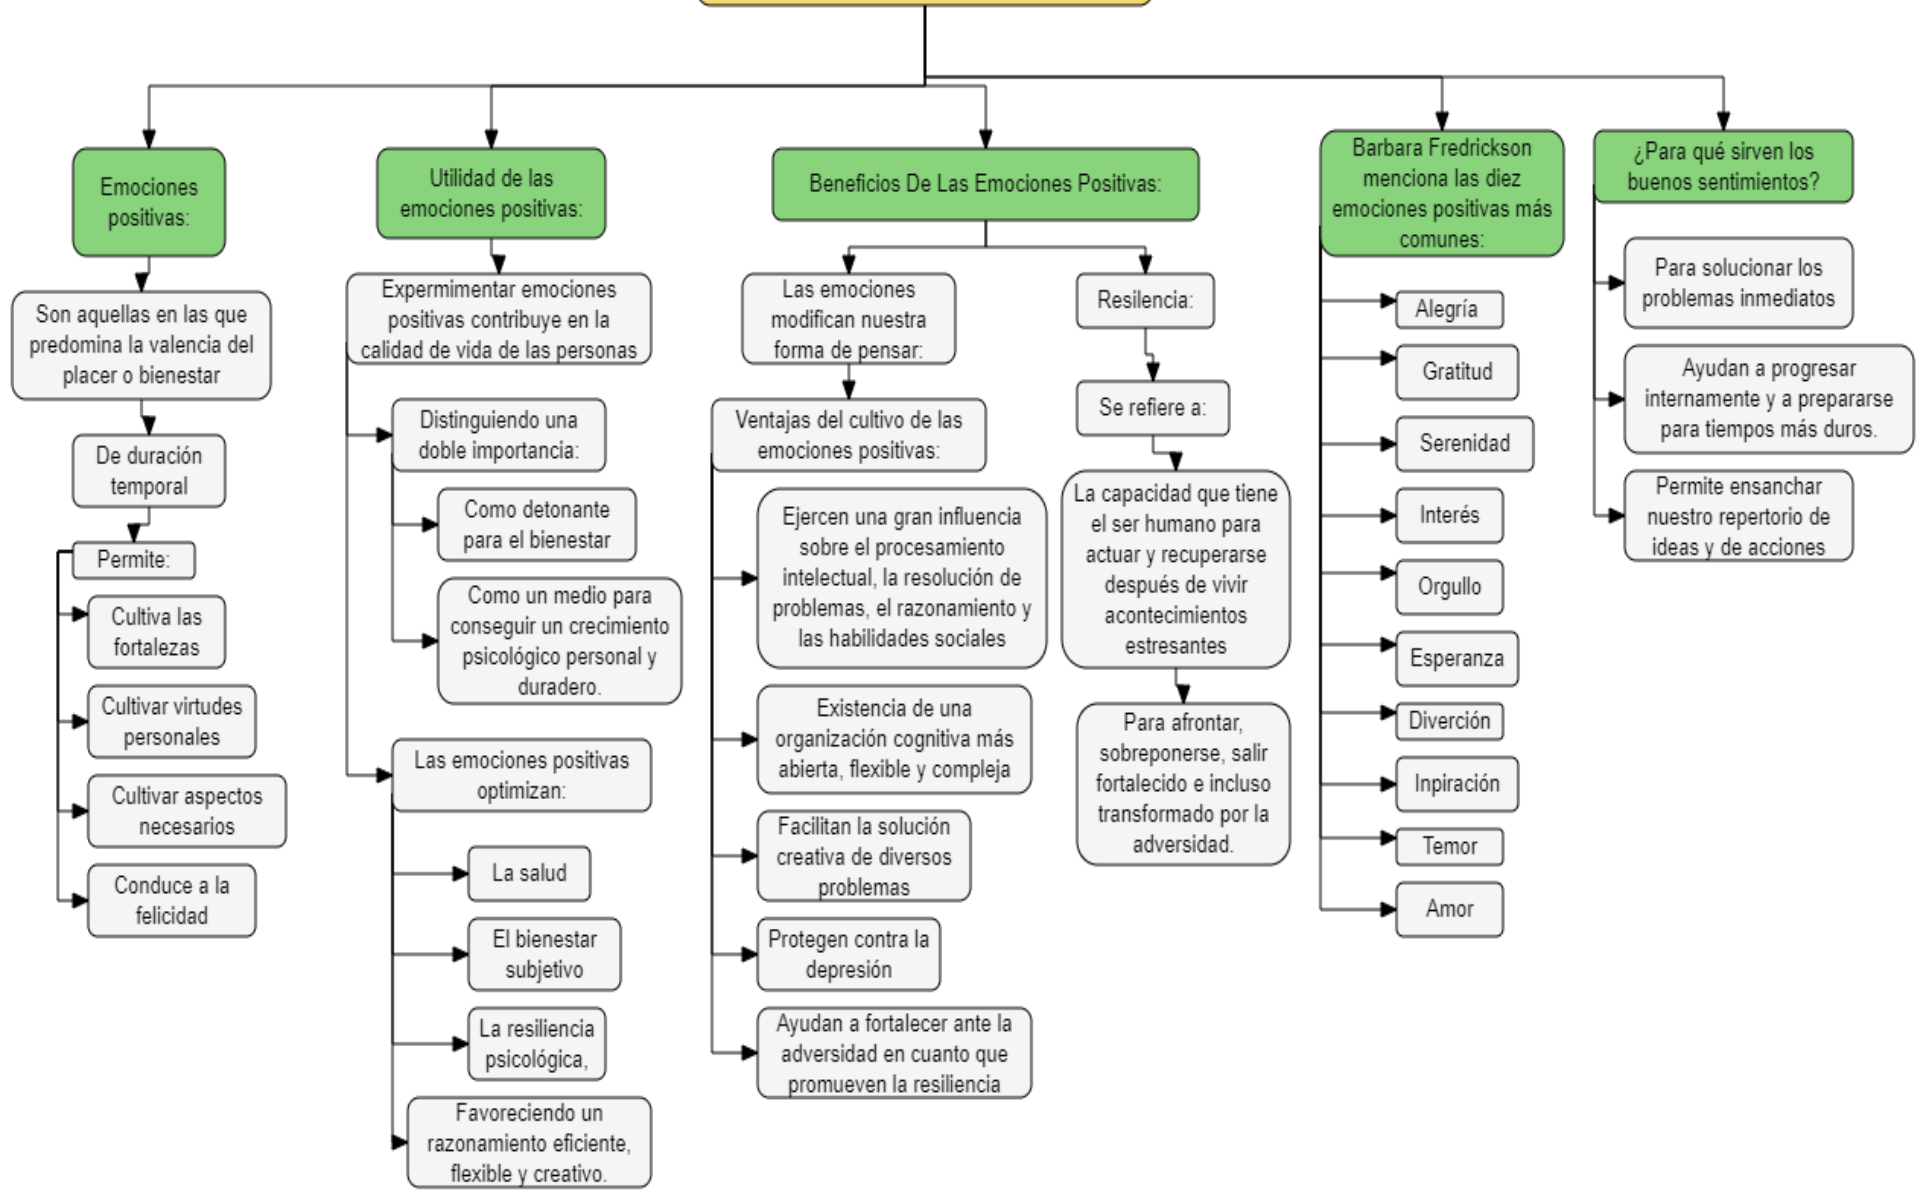 Emociones
positivas:
Son aquellas en las que
predomina la valencia del
placer o bienestar
De duración
temporal
Permite:
Cultiva las
fortalezas
Cultivar virtudes
personales
Cultivar aspectos
necesarios
Conduce a la
felicidad
Utilidad de las
emociones positivas:
Expermimentar emociones
positivas contribuye en la
calidad de vida de las personas
Distinguiendo una
doble importancia:
Como detonante
para el bienestar
Como un medio para
conseguir un crecimiento
psicológico personal y
duradero.
Las emociones positivas
optimizan:
La salud
El bienestar
subjetivo
La resiliencia
psicológica,
Favoreciendo un
razonamiento eficiente,
flexible y creativo.
Beneficios De Las Emociones Positivas:
Las emociones
modifican nuestra
forma de pensar:
Ventajas del cultivo de las
emociones positivas:
Ejercen una gran influencia
sobre el procesamiento
intelectual, la resolución de
problemas, el razonamiento y
las habilidades sociales
Existencia de una
organización cognitiva más
abierta, flexible y compleja
Facilitan la solución
creativa de diversos
problemas
Protegen contra la
depresión
Ayudan a fortalecer ante la
adversidad en cuanto que
promueven la resiliencia
Resilencia:
Se refiere a:
La capacidad que tiene
el ser humano para
actuar y recuperarse
después de vivir
acontecimientos
estresantes
Para afrontar,
sobreponerse, salir
fortalecido e incluso
transformado por la
adversidad.
Barbara Fredrickson
menciona las diez
emociones positivas más
comunes:
Alegría
Gratitud
Serenidad
Interés
Orgullo
Esperanza
Diverción
Inpiración
Temor
Amor
¿Para qué sirven los
buenos sentimientos?
Para solucionar los
problemas inmediatos
Ayudan a progresar
internamente y a prepararse
para tiempos más duros.
Permite ensanchar
nuestro repertorio de
ideas y de acciones